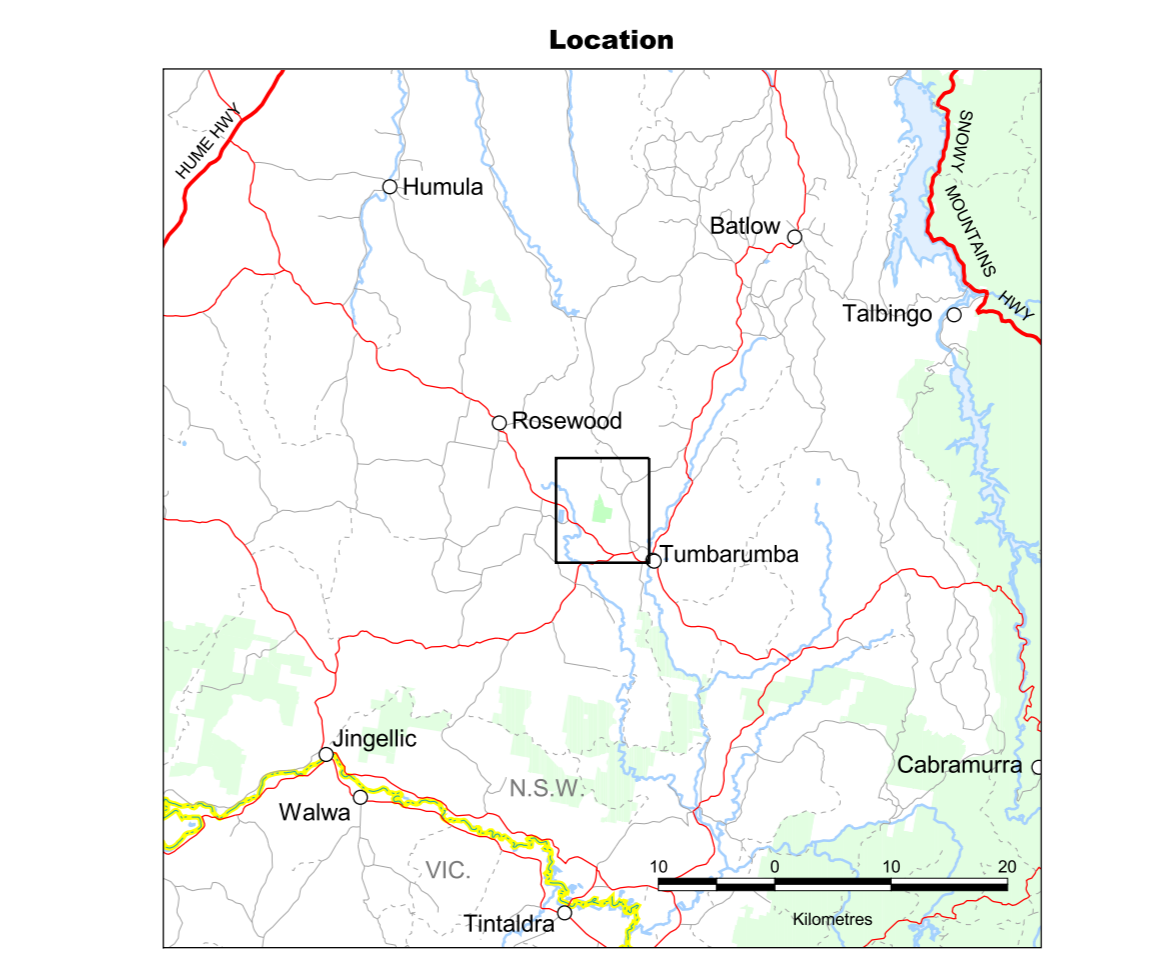 Location
HUME HWY
SNOWY
MOUNTAINS
HWY
Humula
Batlow
Talbingo
Rosewood
Tumbarumba
Jingellic
Cabramurra
N.S.W.
Walwa
VIC.
10 0 10 20
Kilometres
Tintaldra